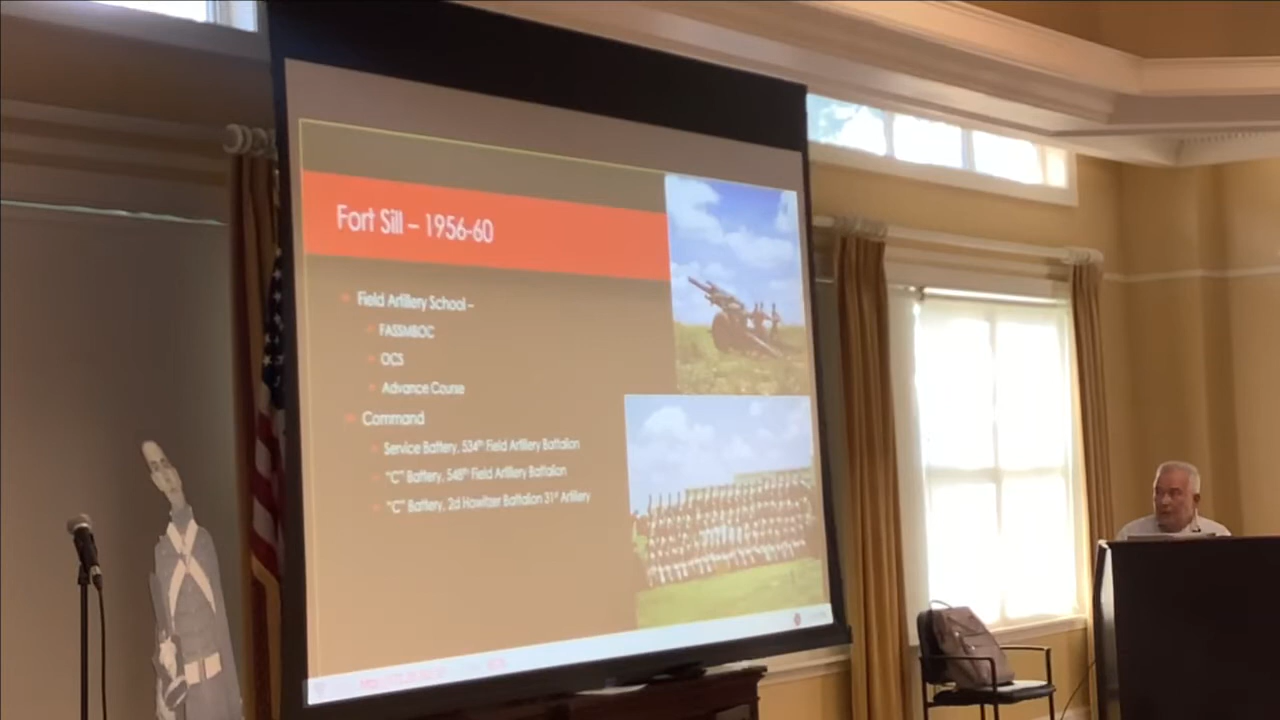 Fort Sill – 1956-60
Field Artillery School –
FASSMBOC
OCS
Advance Course
Command
Service Battery, 534th Field Artillery Battalion
"C" Battery, 548th Field Artillery Battalion
"C" Battery, 2d Howitzer Battalion 31st Artillery